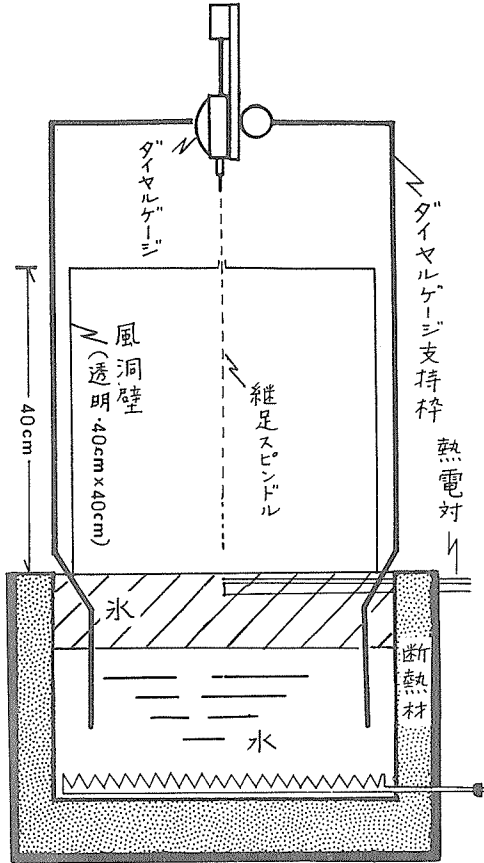 ダイヤルゲージ
ダイヤルゲージ支持枠
風洞壁
(透明・40cm×40cm)
継足スピンドル
40cm
熱電対
氷
断熱材
水